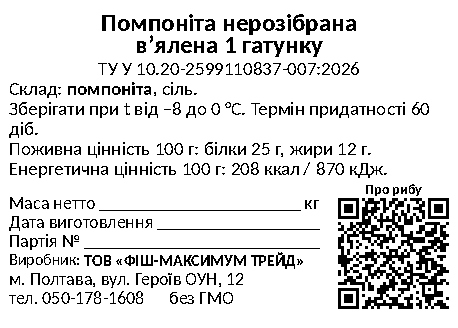 Помпоніта нерозібрана
в’ялена 1 гатунку
ТУ У 10.20-2599110837-007:2026
Склад: помпоніта, сіль.
Зберігати при t від −8 до 0 °С. Термін придатності 60
діб.
Поживна цінність 100 г: білки 25 г, жири 12 г.
Енергетична цінність 100 г: 208 ккал / 870 кДж.
Про рибу
Маса нетто ______________________ кг
Дата виготовлення __________________
Партія № __________________________
Виробник: ТОВ «ФІШ-МАКСИМУМ ТРЕЙД»
м. Полтава, вул. Героїв ОУН, 12
тел. 050-178-1608 без ГМО